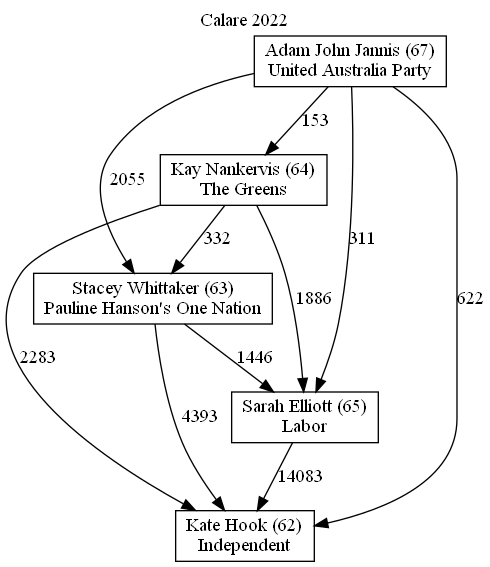 Calare 2022
Adam John Jannis (67)
United Australia Party
153
Kay Nankervis (64)
The Greens
2055
332
311
622
Stacey Whittaker (63)
Pauline Hanson's One Nation
1886
2283
1446
Sarah Elliott (65)
Labor
4393
14083
Kate Hook (62)
Independent